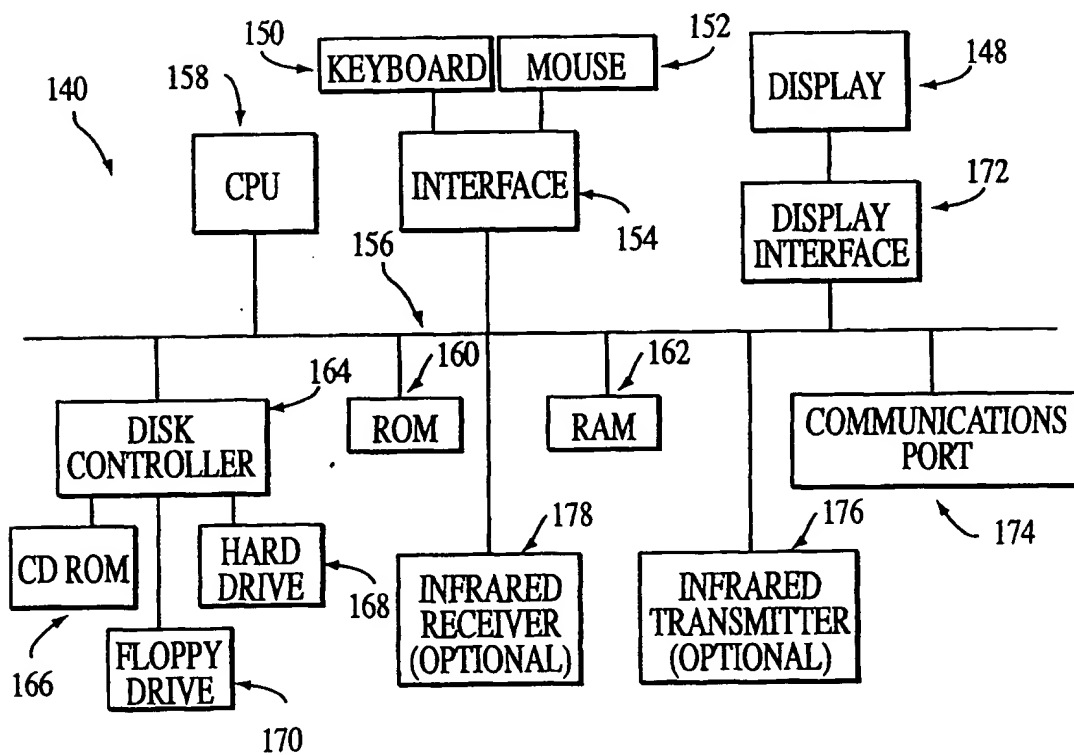 150
KEYBOARD
MOUSE
152
140
158
CPU
INTERFACE
154
DISPLAY
148
172
DISPLAY
INTERFACE
156
164
DISK
CONTROLLER
160
ROM
162
RAM
COMMUNICATIONS
PORT
174
CD ROM
166
HARD
DRIVE
168
FLOPPY
DRIVE
170
178
INFRARED
RECEIVER
(OPTIONAL)
176
INFRARED
TRANSMITTER
(OPTIONAL)